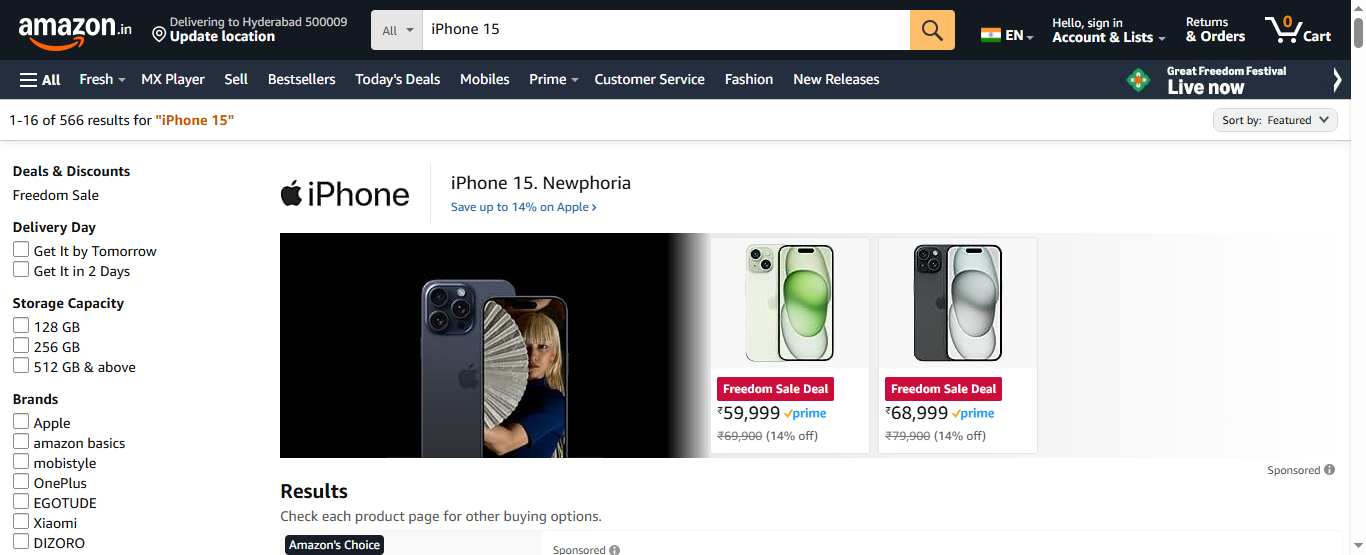 amazon.in
Delivering to Hyderabad 500009
Update location
All
iPhone 15
EN
Hello, sign in
Account & Lists
Returns
& Orders
0
Cart
All
Fresh
MX Player
Sell
Bestsellers
Today's Deals
Mobiles
Prime
Customer Service
Fashion
New Releases
Great Freedom Festival
Live now
1-16 of 566 results for "iPhone 15"
Sort by: Featured
Deals & Discounts
Freedom Sale
Delivery Day
Get It by Tomorrow
Get It in 2 Days
Storage Capacity
128 GB
256 GB
512 GB & above
Brands
Apple
amazon basics
mobistyle
OnePlus
EGOTUDE
Xiaomi
DIZORO
iPhone
iPhone 15. Newphoria
Save up to 14% on Apple ›
Freedom Sale Deal
₹59,999 prime
₹69,900 (14% off)
Freedom Sale Deal
₹68,999 prime
₹79,900 (14% off)
Sponsored
Results
Check each product page for other buying options.
Amazon's Choice
Sponsored